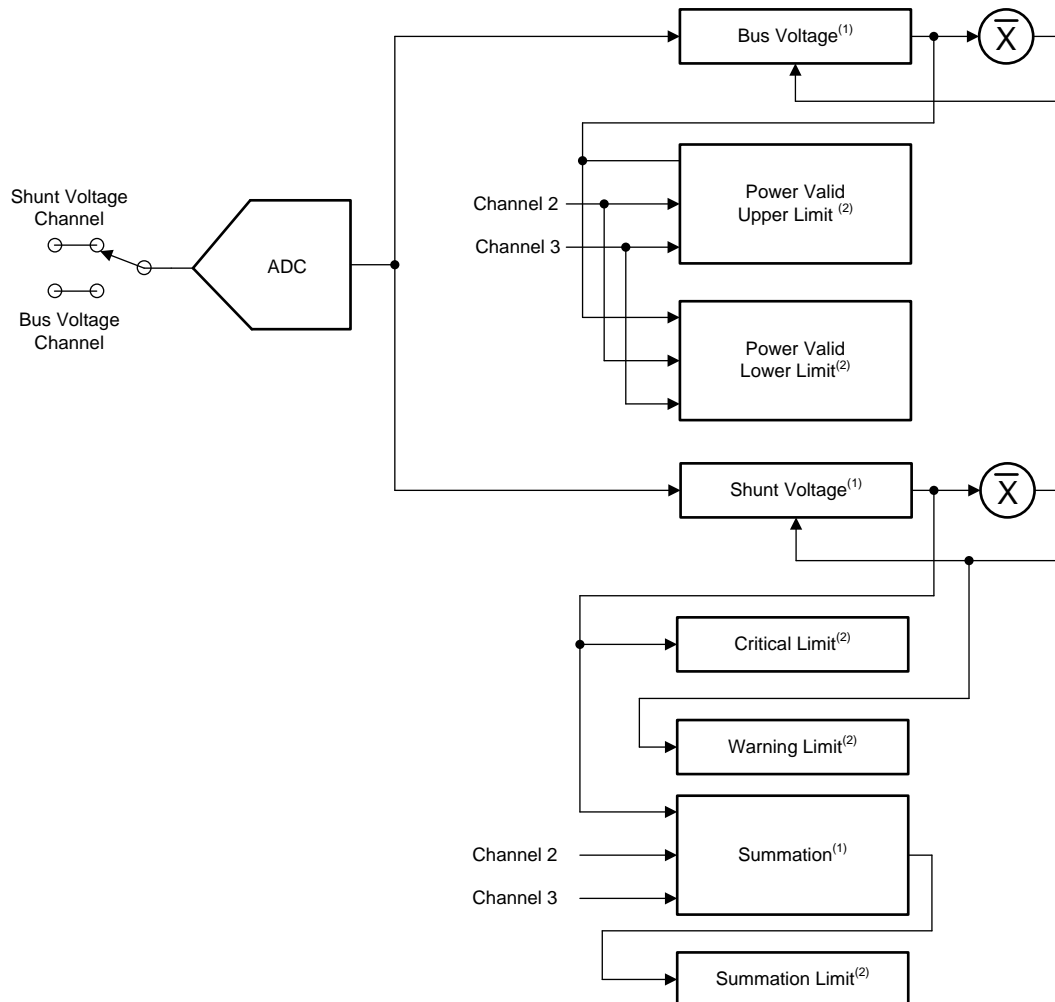 Bus Voltage(1)
X
Power Valid
Upper Limit (2)
Channel 2
Channel 3
Shunt Voltage
Channel
ADC
Bus Voltage
Channel
Power Valid
Lower Limit(2)
Shunt Voltage(1)
X
Critical Limit(2)
Warning Limit(2)
Summation(1)
Channel 2
Channel 3
Summation Limit(2)